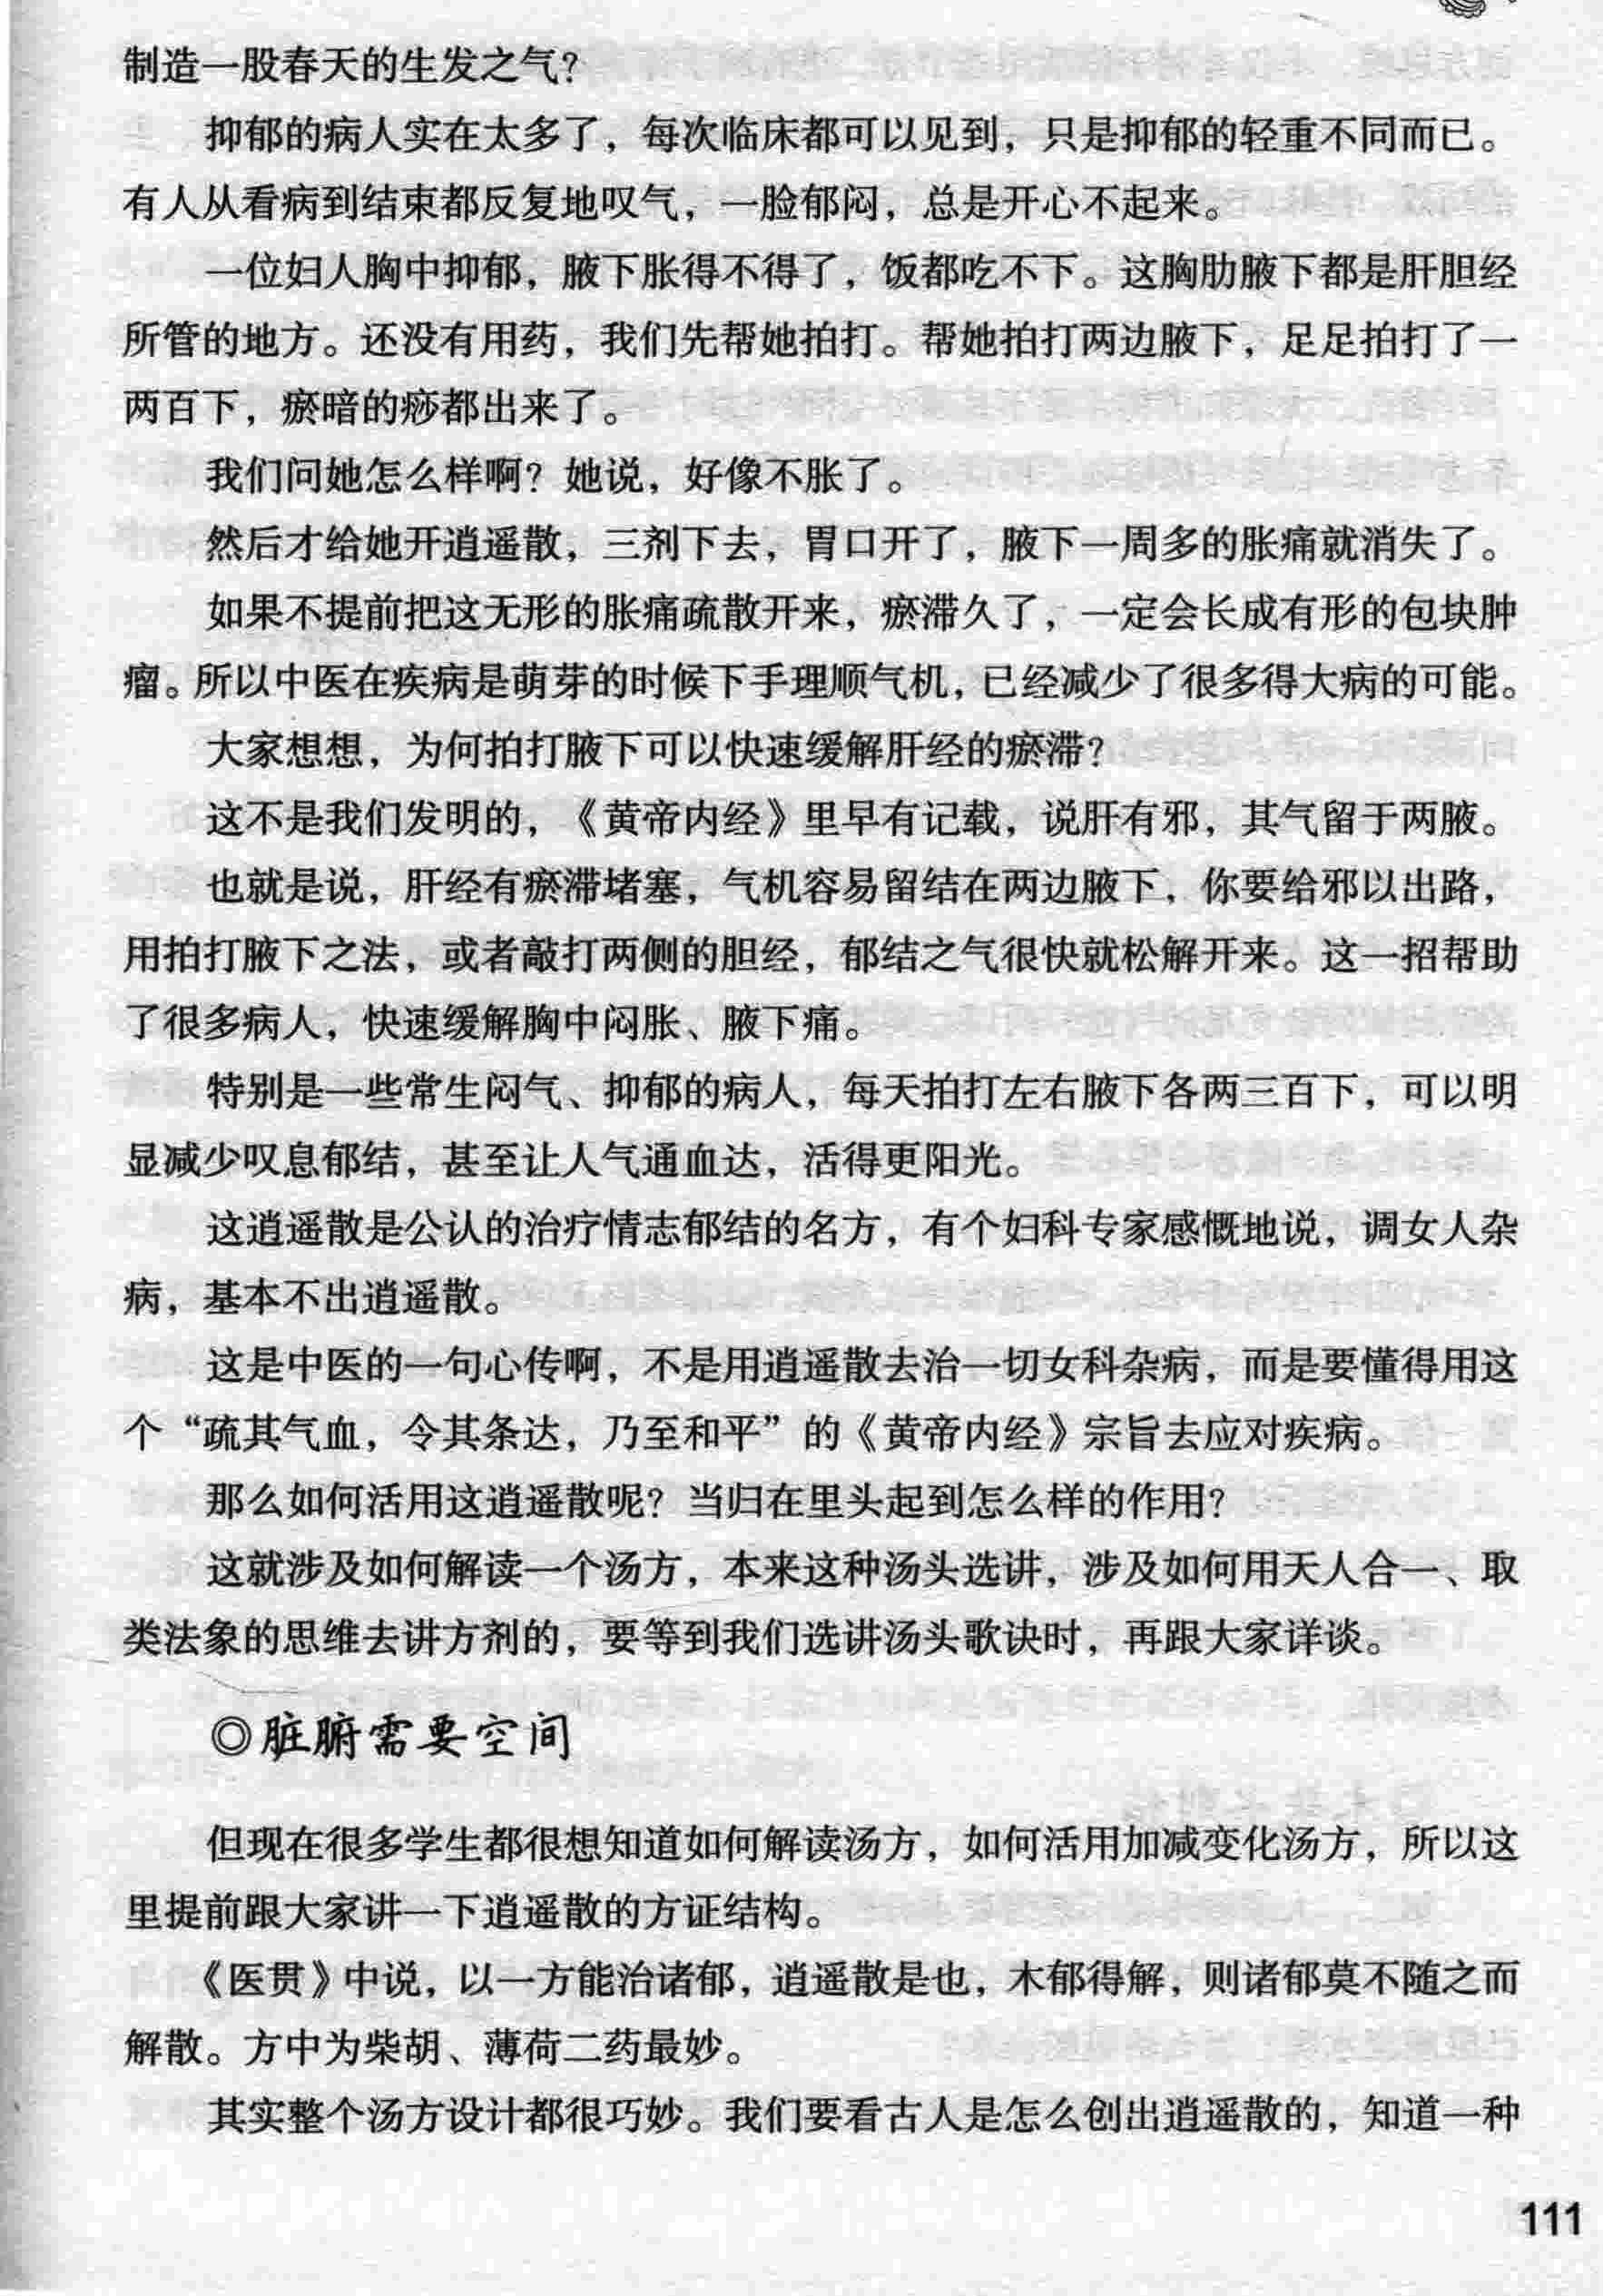 制造一股春天的生发之气？
抑郁的病人实在太多了，每次临床都可以见到，只是抑郁的轻重不同而已。
有人从看病到结束都反复地叹气，一脸郁闷，总是开心不起来。
一位妇人胸中抑郁，腋下胀得不得了，饭都吃不下。这胸肋腋下都是肝胆经
所管的地方。还没有用药，我们先帮她拍打。帮她拍打两边腋下，足足拍打了一
两百下，瘀暗的痧都出来了。
我们问她怎么样啊？她说，好像不胀了。
然后才给她开逍遥散，三剂下去，胃口开了，腋下一周多的胀痛就消失了。
如果不提前把这无形的胀痛疏散开来，瘀滞久了，一定会长成有形的包块肿
瘤。所以中医在疾病是萌芽的时候下手理顺气机，已经减少了很多得大病的可能。
大家想想，为何拍打腋下可以快速缓解肝经的瘀滞？
这不是我们发明的，《黄帝内经》里早有记载，说肝有邪，其气留于两腋。
也就是说，肝经有瘀滞堵塞，气机容易留结在两边腋下，你要给邪以出路，
用拍打腋下之法，或者敲打两侧的胆经，郁结之气很快就松解开来。这一招帮助
了很多病人，快速缓解胸中闷胀、腋下痛。
特别是一些常生闷气、抑郁的病人，每天拍打左右腋下各两三百下，可以明
显减少叹息郁结，甚至让人气通血达，活得更阳光。
这逍遥散是公认的治疗情志郁结的名方，有个妇科专家感慨地说，调女人杂
病，基本不出逍遥散。
这是中医的一句心传啊，不是用逍遥散去治一切女科杂病，而是要懂得用这
个“疏其气血，令其条达，乃至和平”的《黄帝内经》宗旨去应对疾病。
那么如何活用这逍遥散呢？当归在里头起到怎么样的作用？
这就涉及如何解读一个汤方，本来这种汤头选讲，涉及如何用天人合一、取
类法象的思维去讲方剂的，要等到我们选讲汤头歌诀时，再跟大家详谈。
◎脏腑需要空间
但现在很多学生都很想知道如何解读汤方，如何活用加减变化汤方，所以这
里提前跟大家讲一下逍遥散的方证结构。
《医贯》中说，以一方能治诸郁，逍遥散是也，木郁得解，则诸郁莫不随之而
解散。方中为柴胡、薄荷二药最妙。
其实整个汤方设计都很巧妙。我们要看古人是怎么创出逍遥散的，知道一种
111